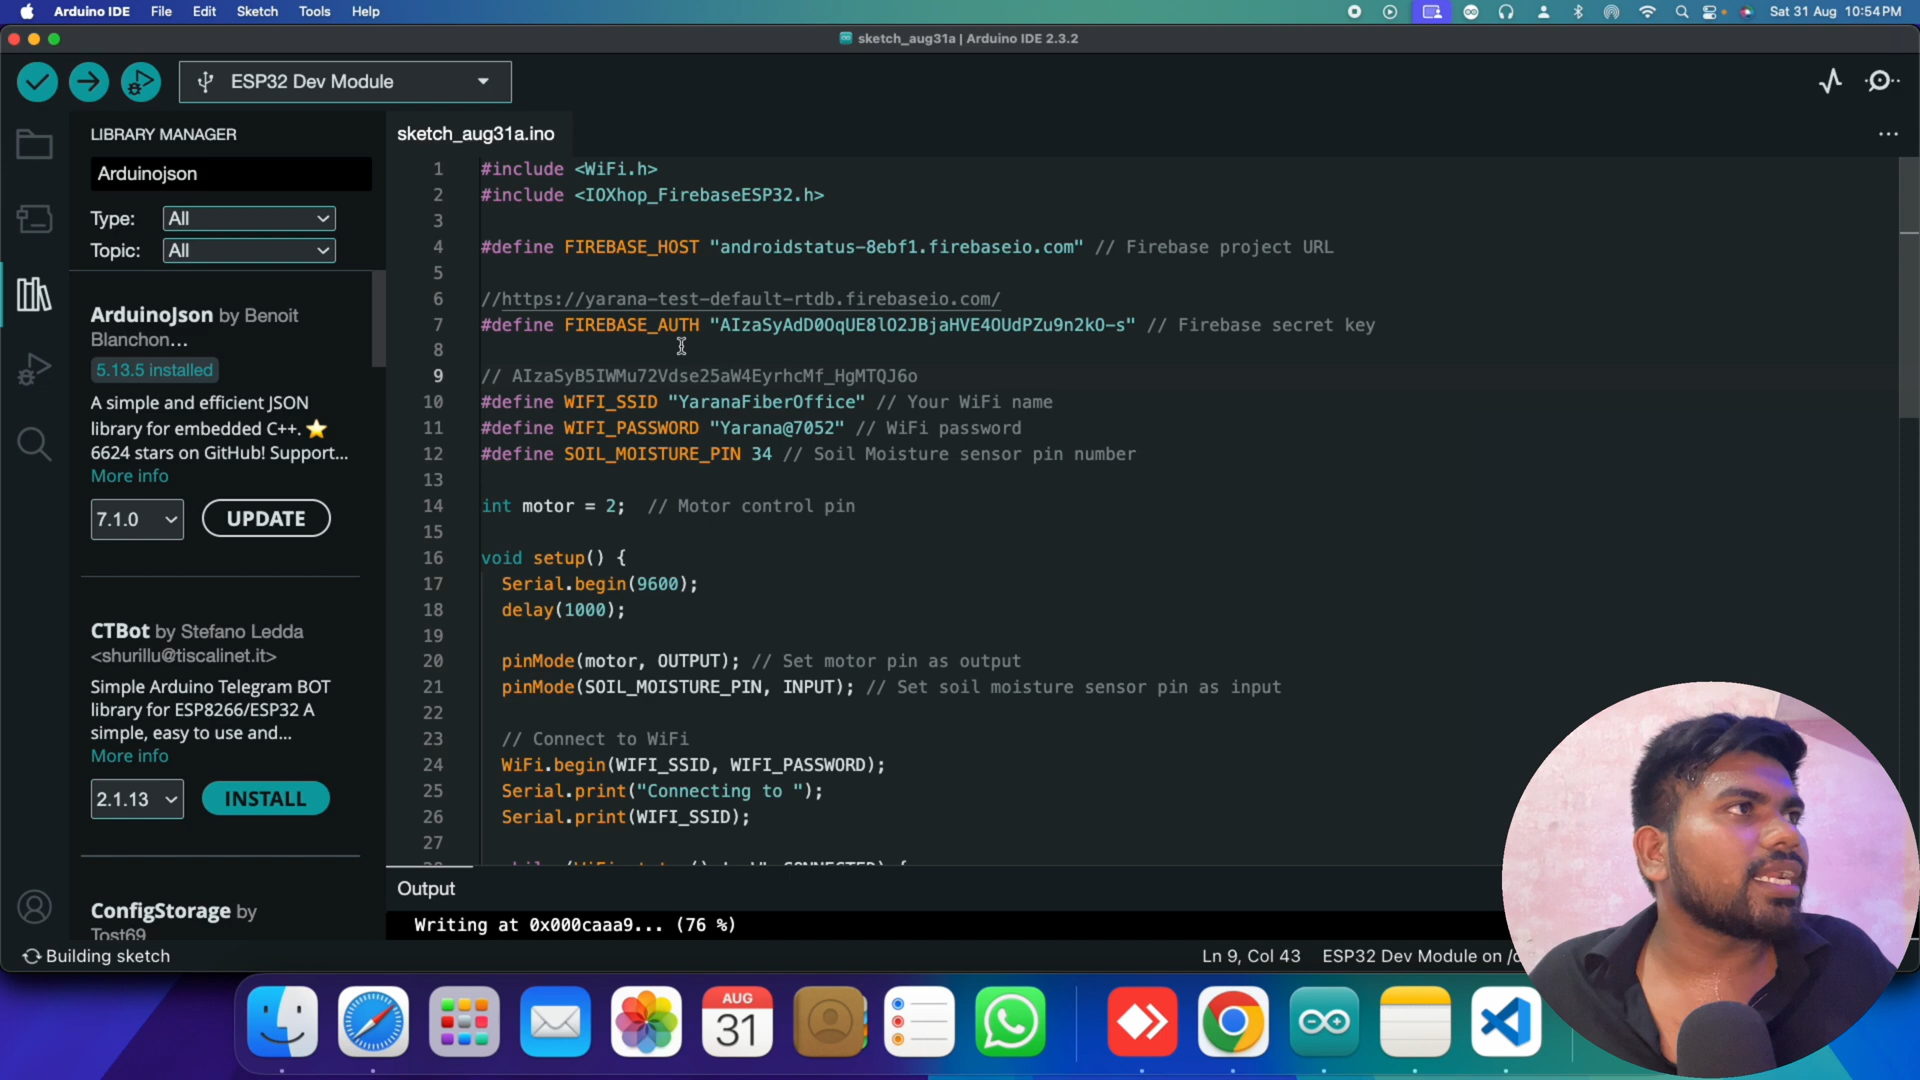 Arduino IDE File Edit Sketch Tools Help
Sat 31 Aug 10:54 PM
sketch_aug31a | Arduino IDE 2.3.2
ESP32 Dev Module
LIBRARY MANAGER
Arduinojson
Type: All
Topic: All
ArduinoJson by Benoit
Blanchon...
5.13.5 installed
A simple and efficient JSON
library for embedded C++. ⭐
6624 stars on GitHub! Support...
More info
7.1.0 UPDATE
CTBot by Stefano Ledda
<shurillu@tiscalinet.it>
Simple Arduino Telegram BOT
library for ESP8266/ESP32 A
simple, easy to use and...
More info
2.1.13 INSTALL
ConfigStorage by
Tost69
sketch_aug31a.ino
1 #include <WiFi.h>
2 #include <IOXhop_FirebaseESP32.h>
3
4 #define FIREBASE_HOST "androidstatus-8ebf1.firebaseio.com" // Firebase project URL
5
6 //https://yarana-test-default-rtdb.firebaseio.com/
7 #define FIREBASE_AUTH "AIzaSyAdD0OqUE8lO2JBjaHVE4OUdPZu9n2kO-s" // Firebase secret key
8
9 // AIzaSyB5IWMu72Vdse25aW4EyrhcMf_HgMTQJ6o
10 #define WIFI_SSID "YaranaFiberOffice" // Your WiFi name
11 #define WIFI_PASSWORD "Yarana@7052" // WiFi password
12 #define SOIL_MOISTURE_PIN 34 // Soil Moisture sensor pin number
13
14 int motor = 2; // Motor control pin
15
16 void setup() {
17 Serial.begin(9600);
18 delay(1000);
19
20 pinMode(motor, OUTPUT); // Set motor pin as output
21 pinMode(SOIL_MOISTURE_PIN, INPUT); // Set soil moisture sensor pin as input
22
23 // Connect to WiFi
24 WiFi.begin(WIFI_SSID, WIFI_PASSWORD);
25 Serial.print("Connecting to ");
26 Serial.print(WIFI_SSID);
27
Output
Writing at 0x000caaa9... (76 %)
Building sketch
Ln 9, Col 43 ESP32 Dev Module on
AUG
31